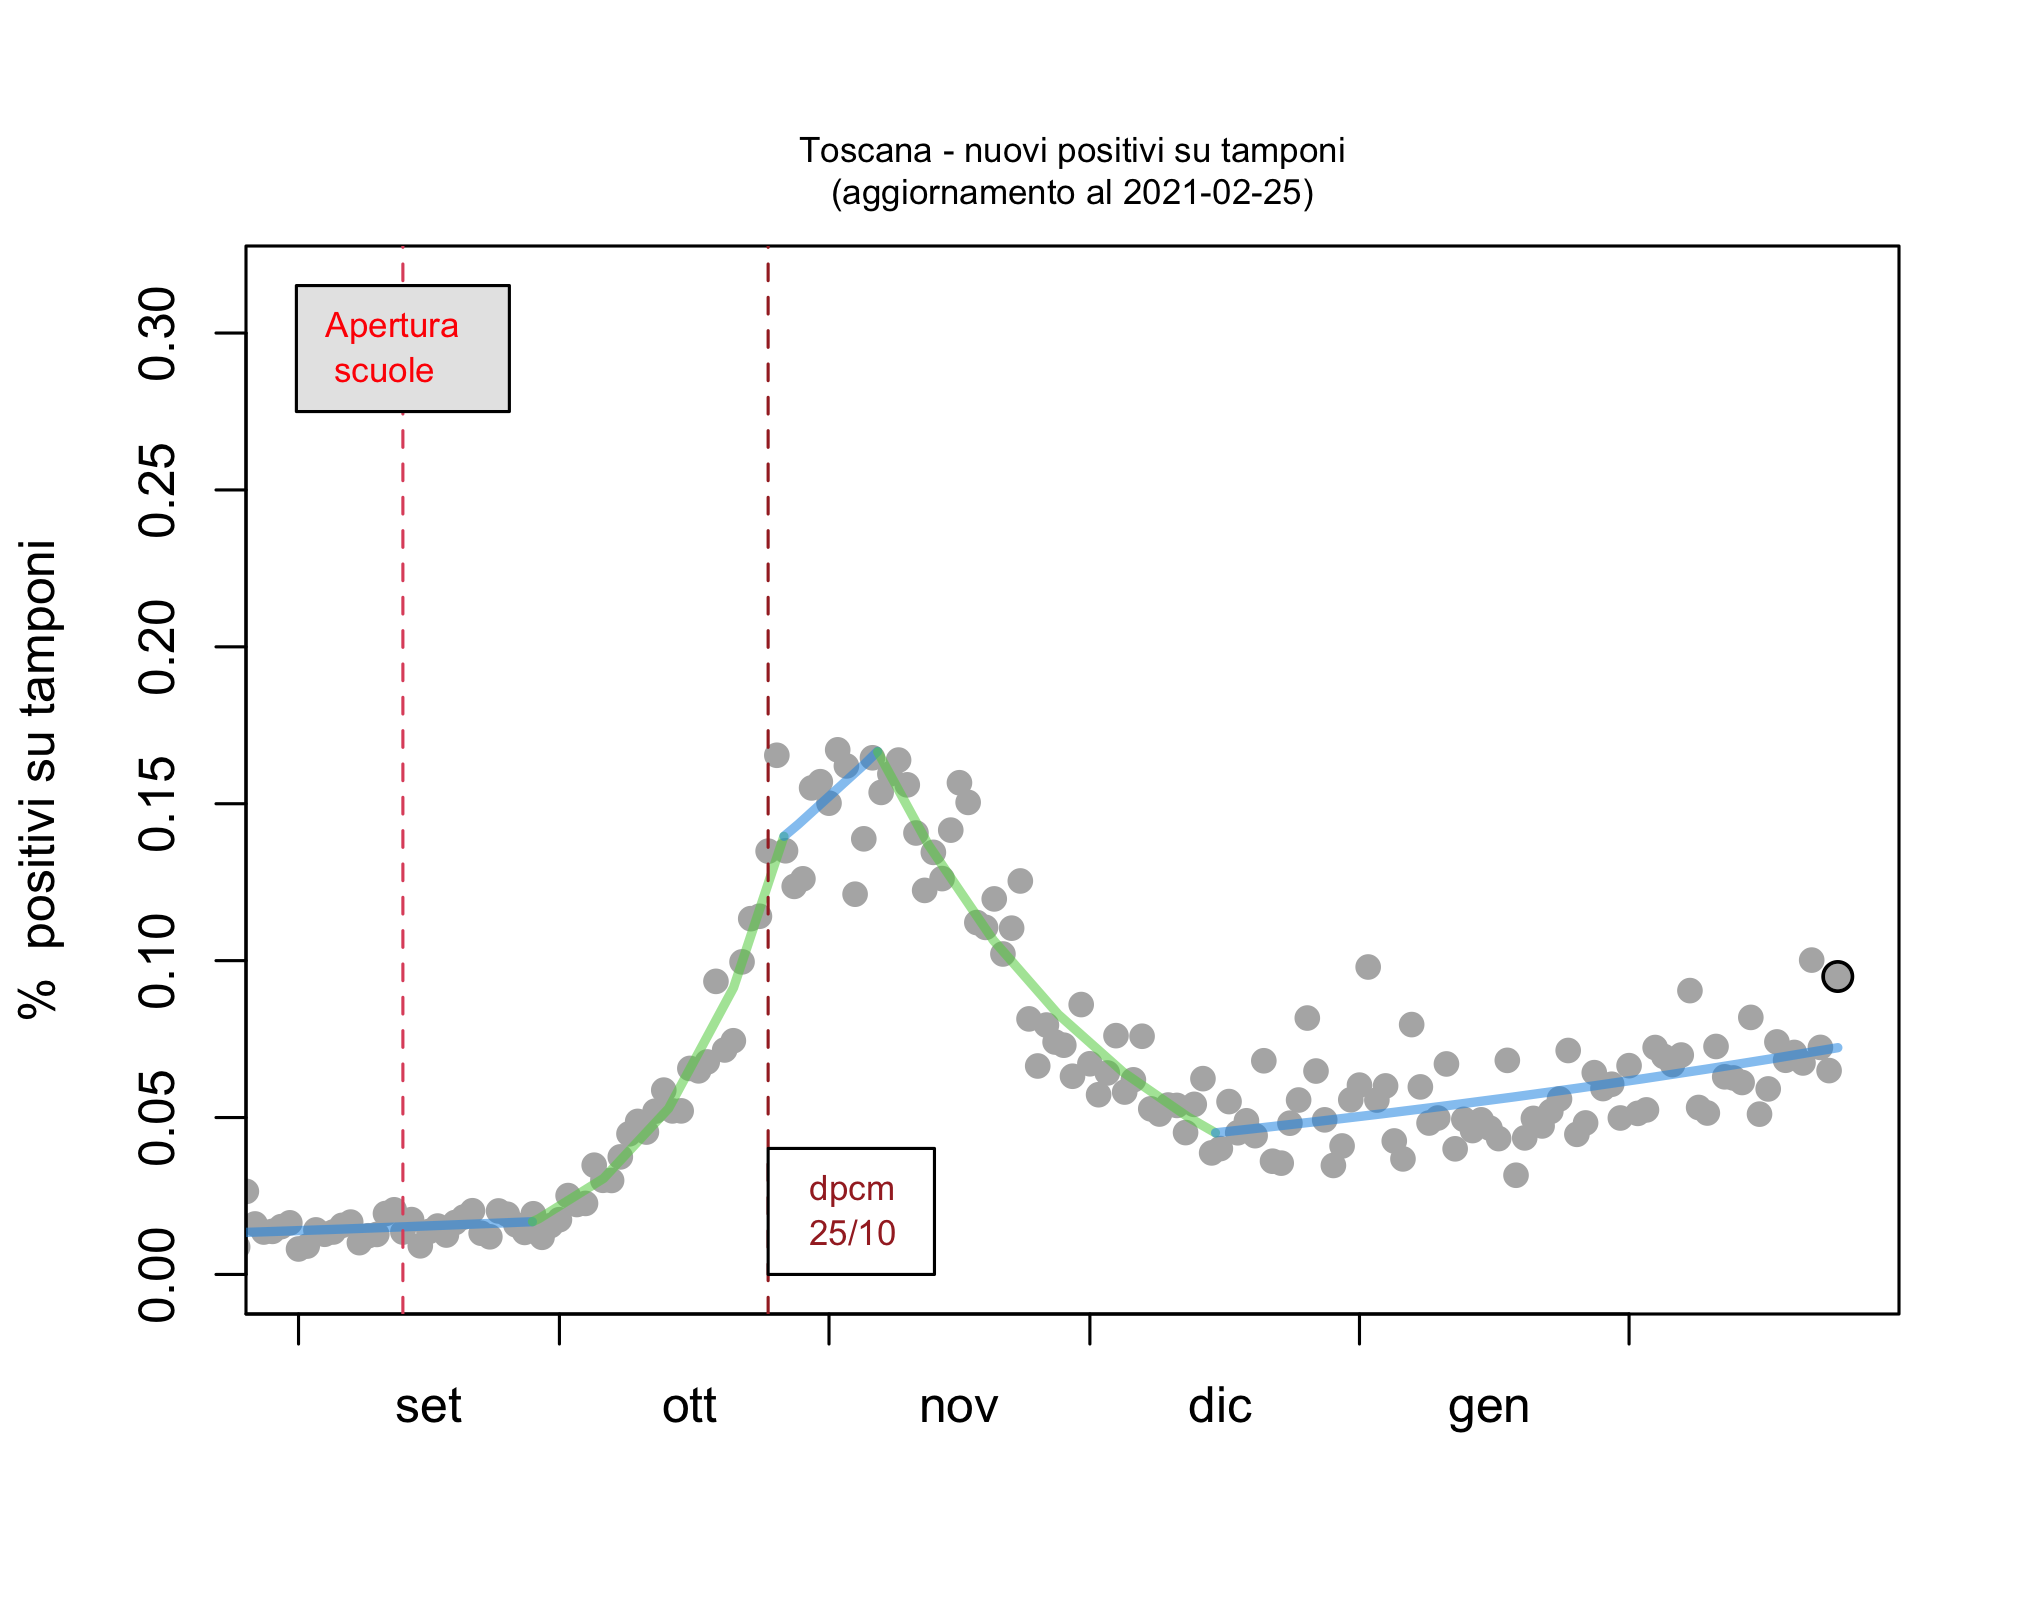 Toscana - nuovi positivi su tamponi
(aggiornamento al 2021-02-25)
Apertura
scuole
% positivi su tamponi
0.30
0.25
0.20
0.15
0.10
0.05
0.00
dpcm
25/10
set ott nov dic gen